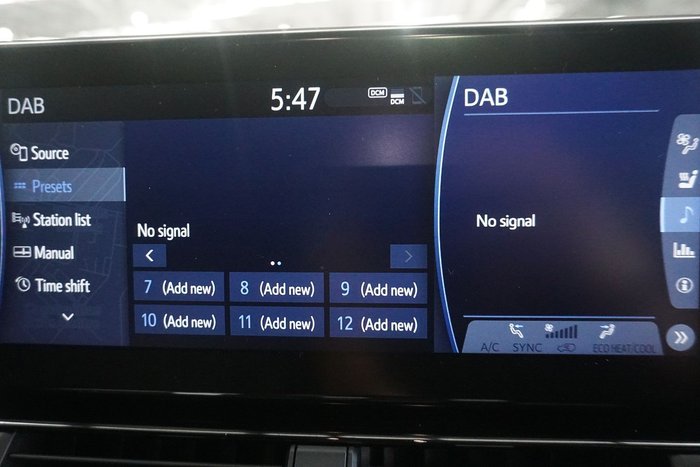 DAB
5:47
DCM
DCM
Source
Presets
Station list
Manual
Time shift
No signal
7 (Add new) 8 (Add new) 9 (Add new)
10 (Add new) 11 (Add new) 12 (Add new)
DAB
No signal
A/C SYNC ECO HEAT/COOL